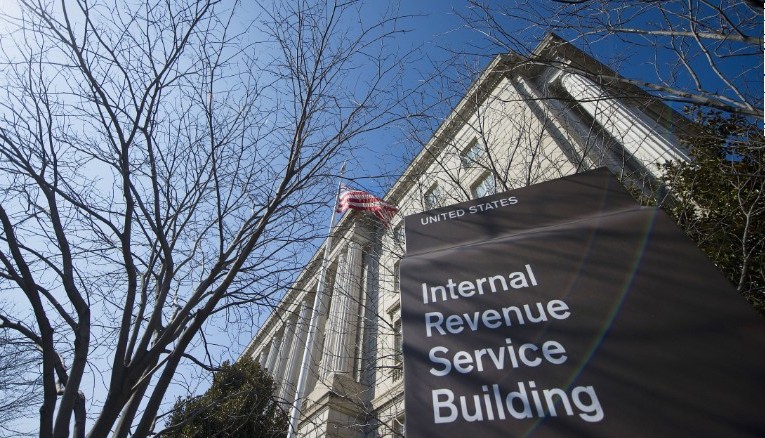 UNITED STATES
Internal
Revenue
Service
Building